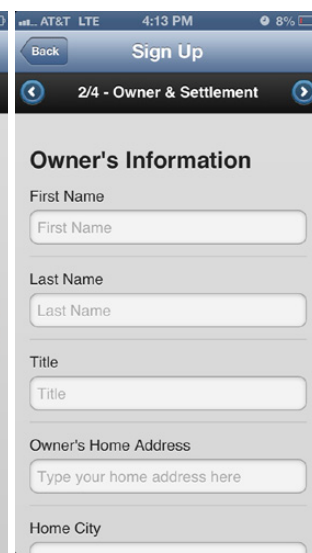 AT&T LTE 4:13 PM 8%
Back Sign Up
2/4 - Owner & Settlement
Owner's Information
First Name
First Name
Last Name
Last Name
Title
Title
Owner's Home Address
Type your home address here
Home City